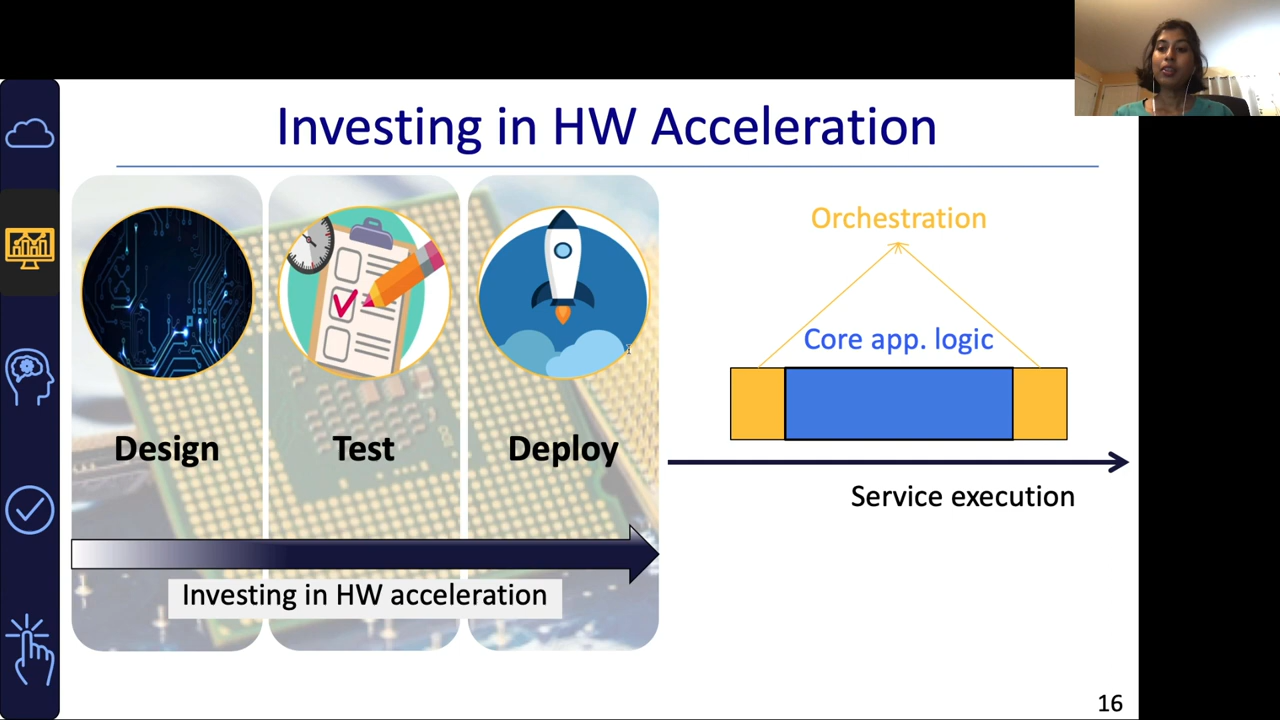 Investing in HW Acceleration
Design
Test
Deploy
Investing in HW acceleration
Orchestration
Core app. logic
Service execution
16